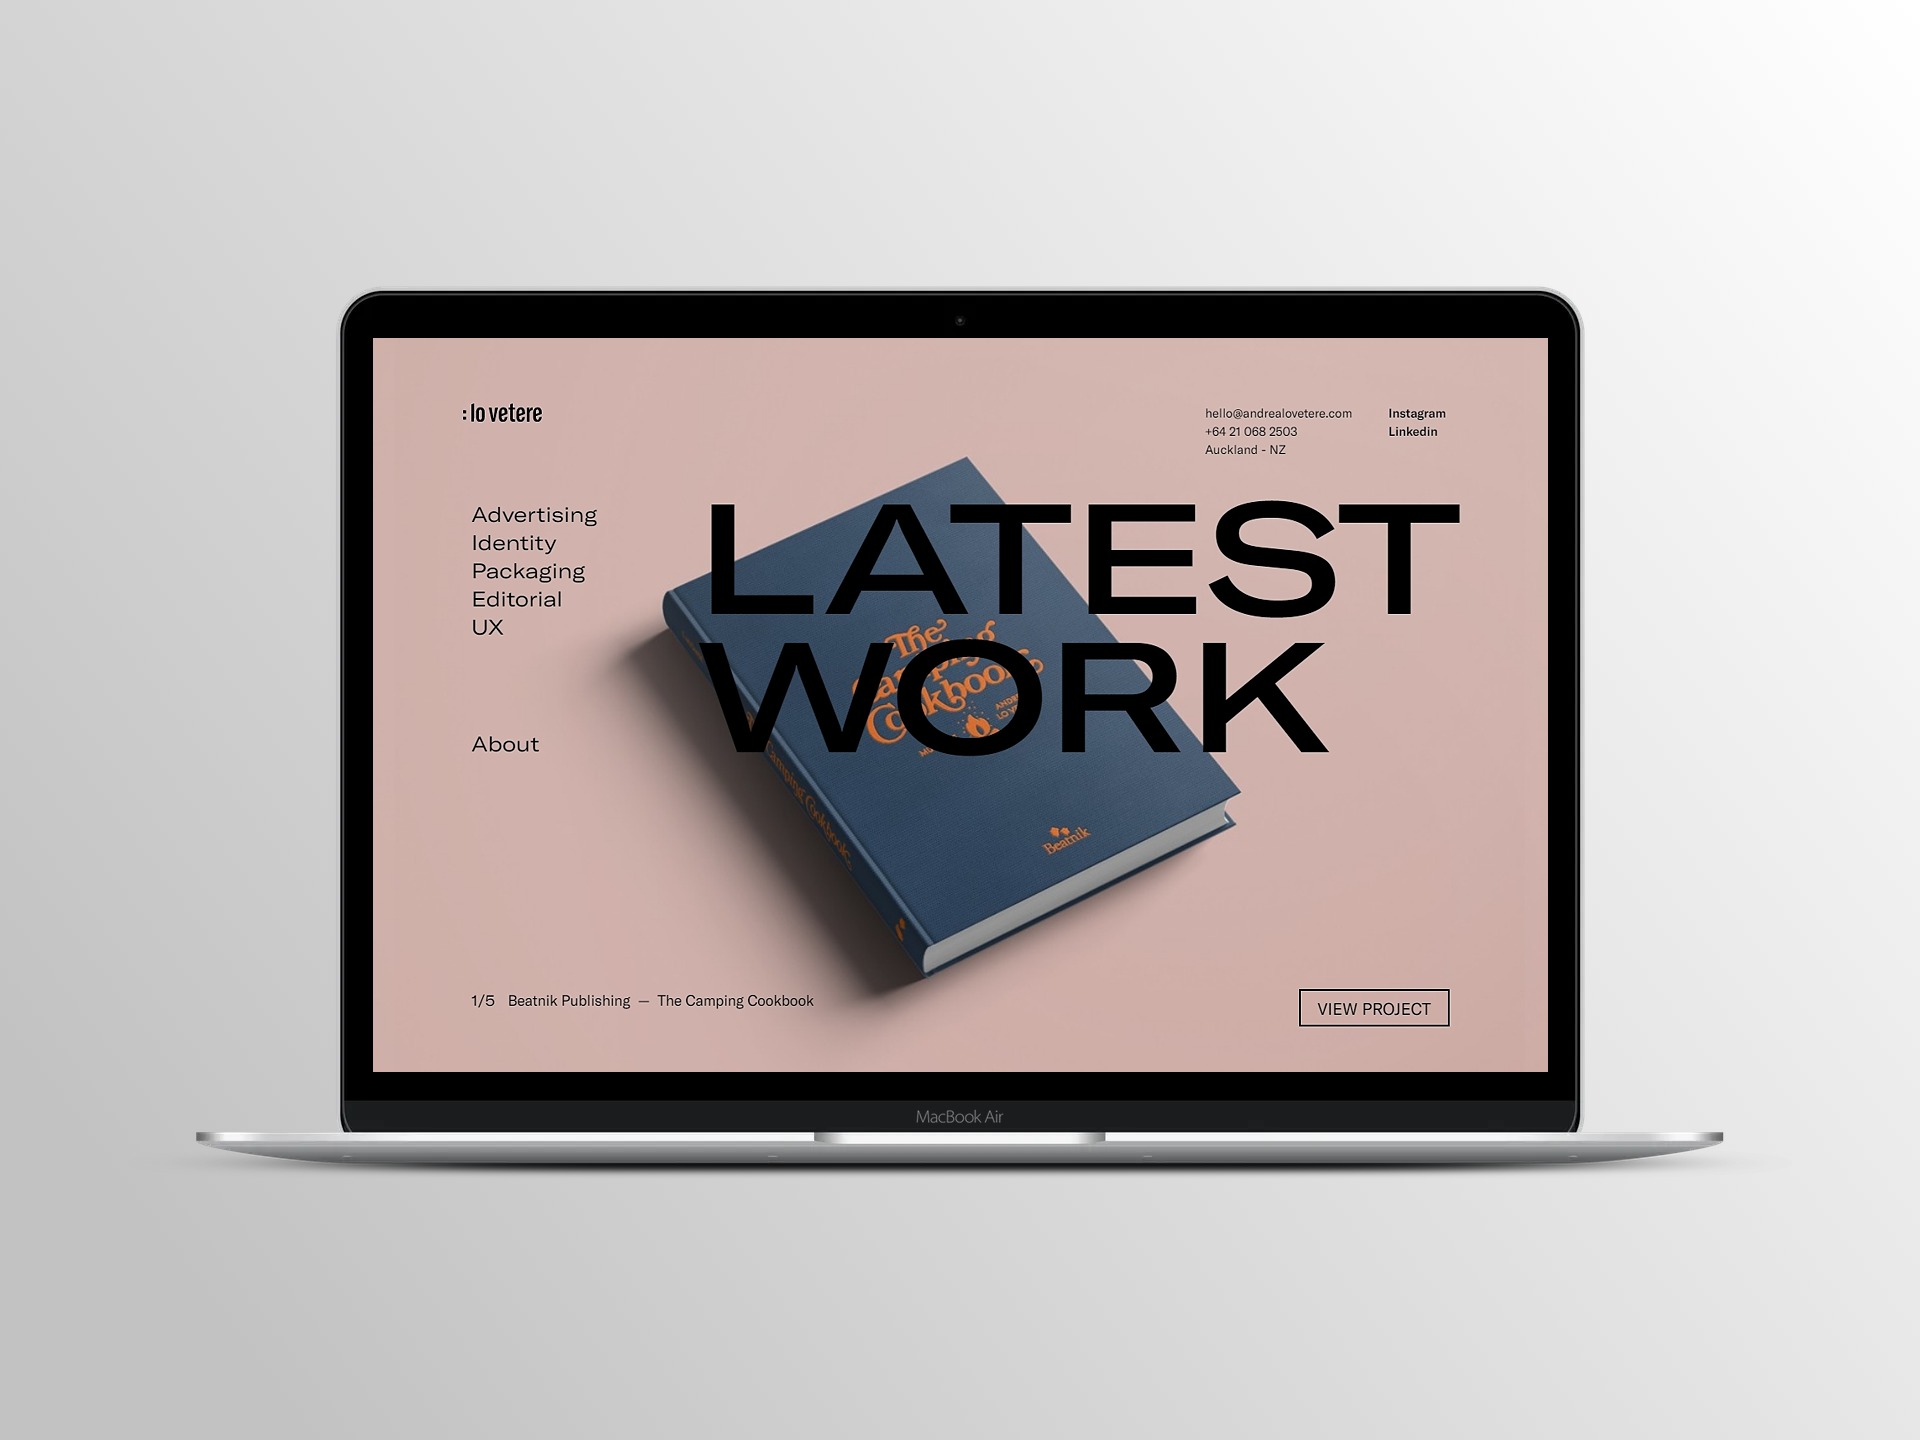 : lo vetere
hello@andrealovetere.com
+64 21 068 2503
Auckland - NZ
Instagram
Linkedin
Advertising
Identity
Packaging
Editorial
UX
About
LATEST
WORK
The
Camping
Cookbook
Camping Cookbook
Beatnik
1/5 Beatnik Publishing — The Camping Cookbook
VIEW PROJECT
MacBook Air